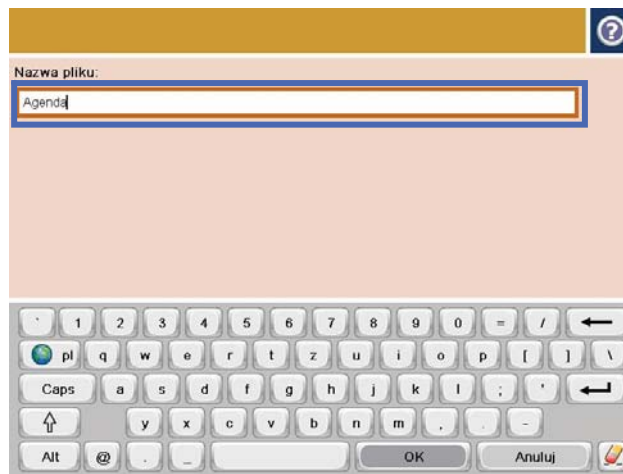 ?
Nazwa pliku:
Agenda
` 1 2 3 4 5 6 7 8 9 0 = /
pl q w e r t z u i o p [ ] \
Caps a s d f g h j k l ; '
y x c v b n m , . -
Alt @ . _ OK Anuluj